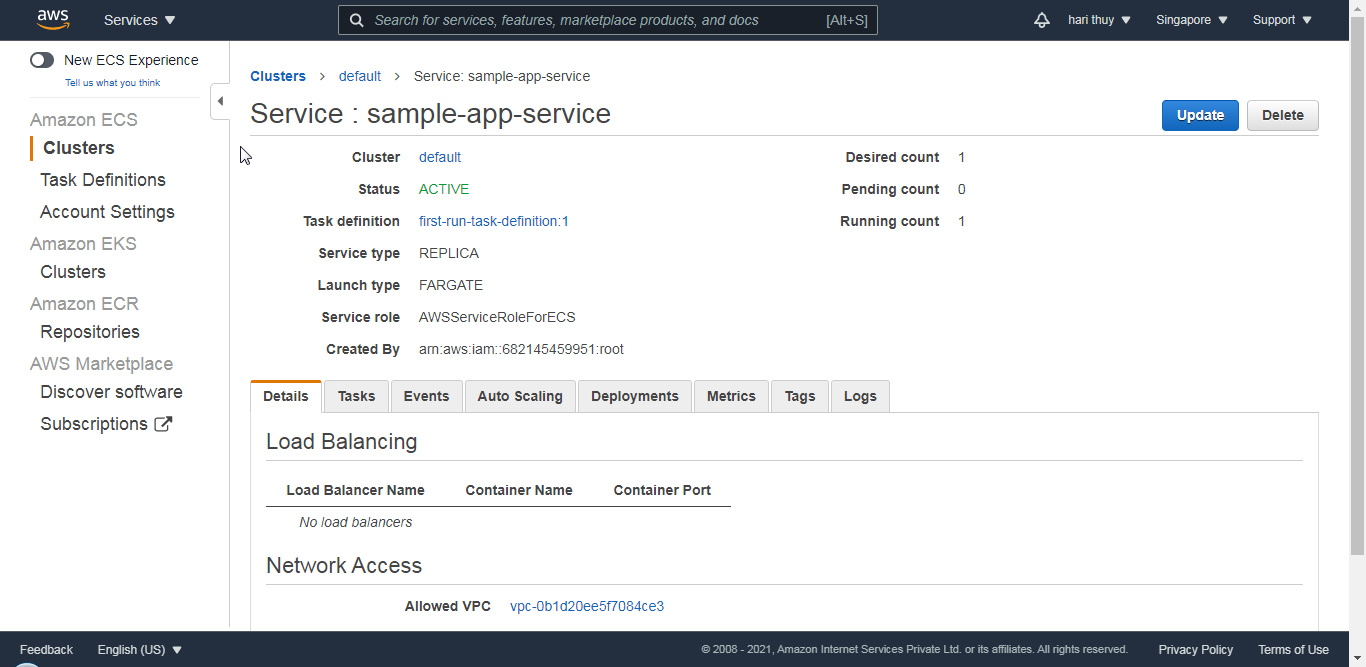 aws Services Search for services, features, marketplace products, and docs [Alt+S] hari thuy Singapore Support
New ECS Experience
Tell us what you think
Amazon ECS
Clusters
Task Definitions
Account Settings
Amazon EKS
Clusters
Amazon ECR
Repositories
AWS Marketplace
Discover software
Subscriptions
Clusters > default > Service: sample-app-service
Service : sample-app-service
Update Delete
Cluster default
Status ACTIVE
Task definition first-run-task-definition:1
Service type REPLICA
Launch type FARGATE
Service role AWSServiceRoleForECS
Created By arn:aws:iam::682145459951:root
Desired count 1
Pending count 0
Running count 1
Details Tasks Events Auto Scaling Deployments Metrics Tags Logs
Load Balancing
Load Balancer Name Container Name Container Port
No load balancers
Network Access
Allowed VPC vpc-0b1d20ee5f7084ce3
Feedback English (US) © 2008 - 2021, Amazon Internet Services Private Ltd. or its affiliates. All rights reserved. Privacy Policy Terms of Use